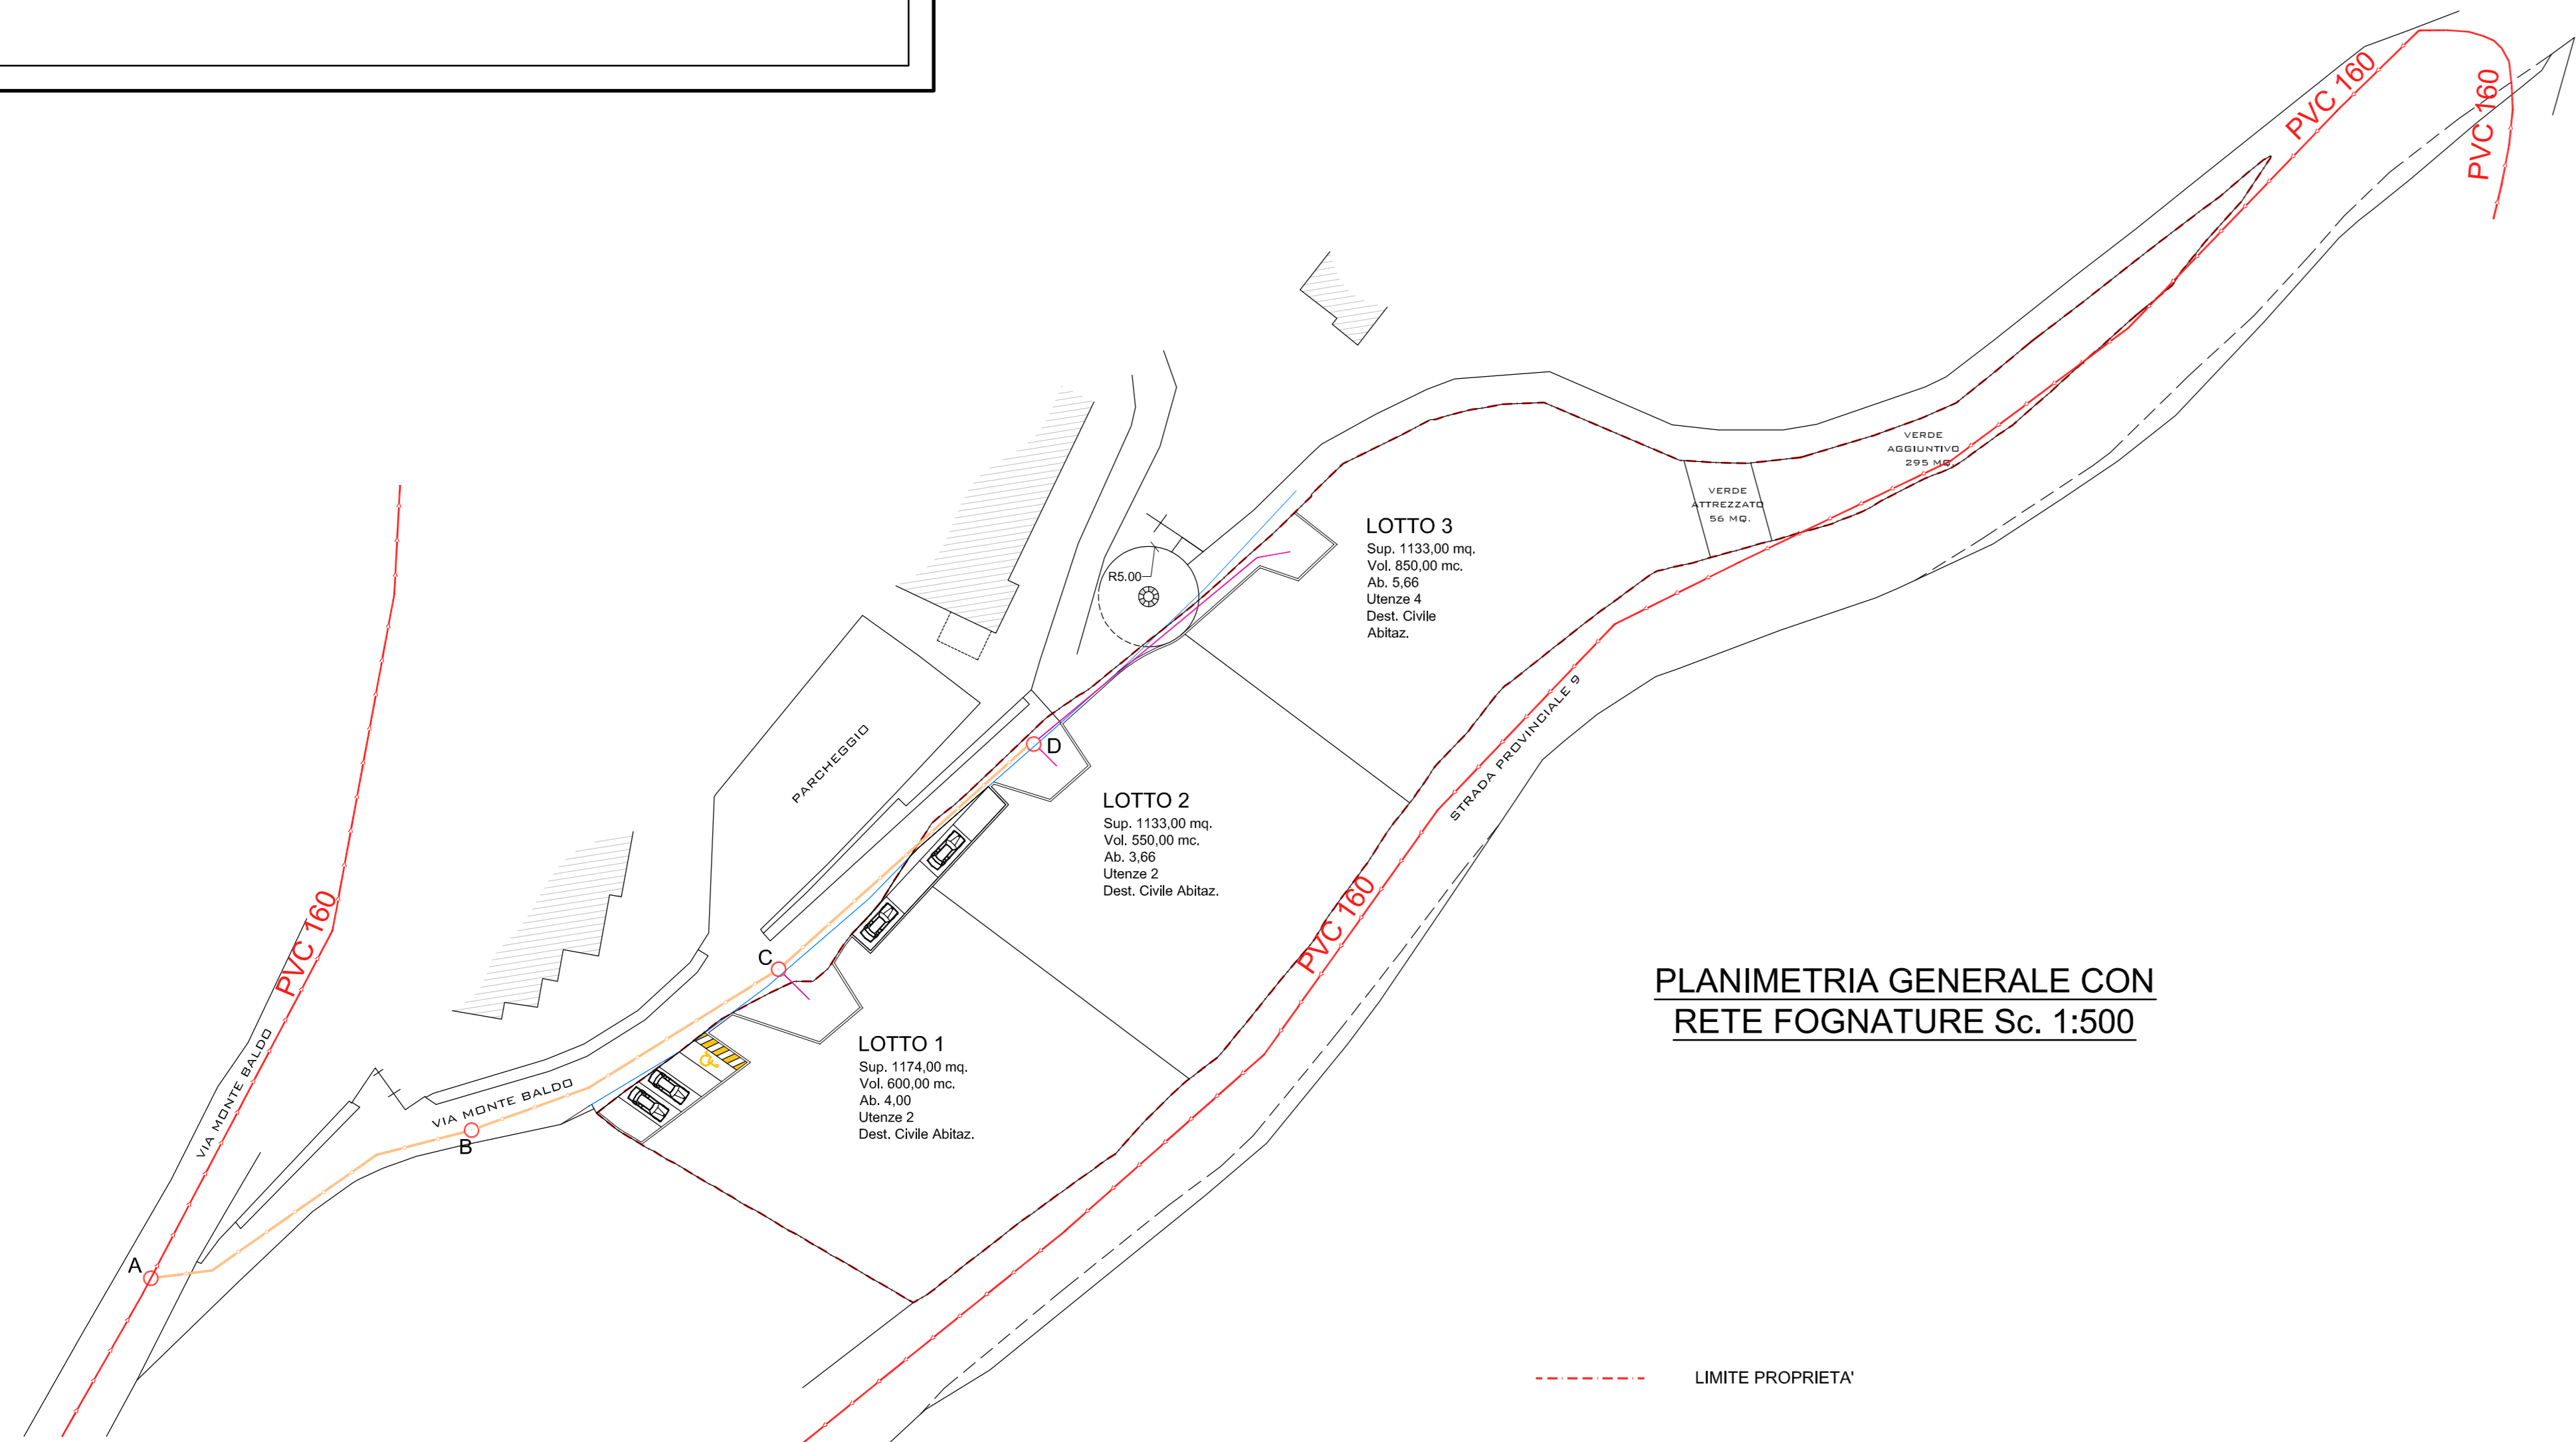 PVC 160
PVC 160
VERDE
AGGIUNTIVO
295 MQ.
VERDE
ATTREZZATO
56 MQ.
LOTTO 3
Sup. 1133,00 mq.
Vol. 850,00 mc.
Ab. 5,66
Utenze 4
Dest. Civile
Abitaz.
R5.00
PARCHEGGIO
D
STRADA PROVINCIALE 9
LOTTO 2
Sup. 1133,00 mq.
Vol. 550,00 mc.
Ab. 3,66
Utenze 2
Dest. Civile Abitaz.
PVC 160
PVC 160
C
PLANIMETRIA GENERALE CON
RETE FOGNATURE Sc. 1:500
LOTTO 1
Sup. 1174,00 mq.
Vol. 600,00 mc.
Ab. 4,00
Utenze 2
Dest. Civile Abitaz.
VIA MONTE BALDO
VIA MONTE BALDO
B
A
LIMITE PROPRIETA'